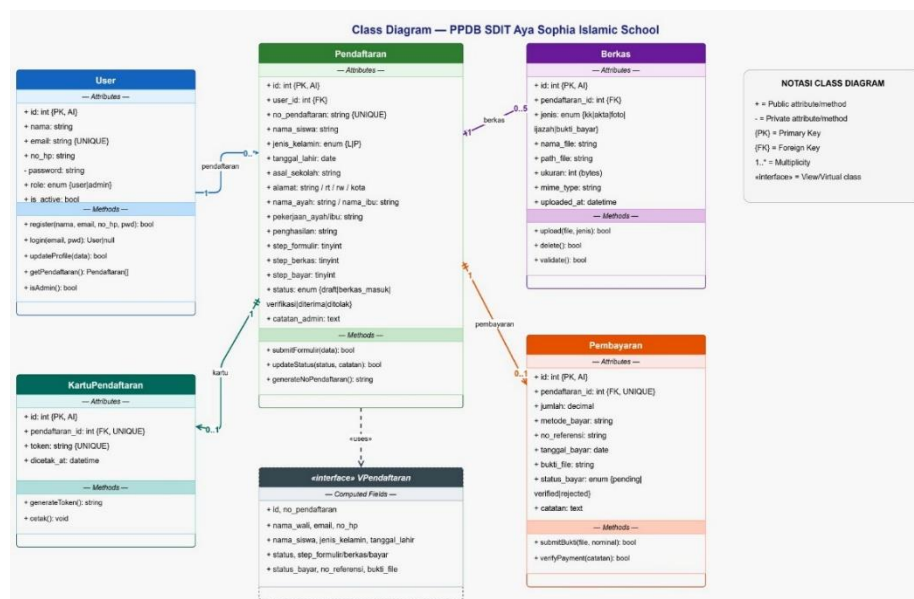 Class Diagram — PPDB SDIT Aya Sophia Islamic School
User
— Attributes —
+ id: int {PK, AI}
+ nama: string
+ email: string {UNIQUE}
+ no_hp: string
- password: string
+ role: enum {user|admin}
+ is_active: bool
— Methods —
+ register(nama, email, no_hp, pwd): bool
+ login(email, pwd): User|null
+ updateProfile(data): bool
+ getPendaftaran(): Pendaftaran[]
+ isAdmin(): bool
pendaftaran
1
0..*
Pendaftaran
— Attributes —
+ id: int {PK, AI}
+ user_id: int {FK}
+ no_pendaftaran: string {UNIQUE}
+ nama_siswa: string
+ jenis_kelamin: enum {L|P}
+ tanggal_lahir: date
+ asal_sekolah: string
+ alamat: string / rt / rw / kota
+ nama_ayah: string / nama_ibu: string
+ pekerjaan_ayah/ibu: string
+ penghasilan: string
+ step_formulir: tinyint
+ step_berkas: tinyint
+ step_bayar: tinyint
+ status: enum {draft|berkas_masuk|
verifikasi|diterima|ditolak}
+ catatan_admin: text
— Methods —
+ submitFormulir(data): bool
+ updateStatus(status, catatan): bool
+ generateNoPendaftaran(): string
berkas
1
0..5
Berkas
— Attributes —
+ id: int {PK, AI}
+ pendaftaran_id: int {FK}
+ jenis: enum {kk|akta|foto|
ijazah|bukti_bayar}
+ nama_file: string
+ path_file: string
+ ukuran: int (bytes)
+ mime_type: string
+ uploaded_at: datetime
— Methods —
+ upload(file, jenis): bool
+ delete(): bool
+ validate(): bool
NOTASI CLASS DIAGRAM
+ = Public attribute/method
- = Private attribute/method
{PK} = Primary Key
{FK} = Foreign Key
1..* = Multiplicity
«interface» = View/Virtual class
kartu
1
0..1
KartuPendaftaran
— Attributes —
+ id: int {PK, AI}
+ pendaftaran_id: int {FK, UNIQUE}
+ token: string {UNIQUE}
+ dicetak_at: datetime
— Methods —
+ generateToken(): string
+ cetak(): void
«uses»
«interface» VPendaftaran
— Computed Fields —
+ id, no_pendaftaran
+ nama_wali, email, no_hp
+ nama_siswa, jenis_kelamin, tanggal_lahir
+ status, step_formulir/berkas/bayar
+ status_bayar, no_referensi, bukti_file
pembayaran
1
0..1
Pembayaran
— Attributes —
+ id: int {PK, AI}
+ pendaftaran_id: int {FK, UNIQUE}
+ jumlah: decimal
+ metode_bayar: string
+ no_referensi: string
+ tanggal_bayar: date
+ bukti_file: string
+ status_bayar: enum {pending|
verified|rejected}
+ catatan: text
— Methods —
+ submitBukti(file, nominal): bool
+ verifyPayment(catatan): bool